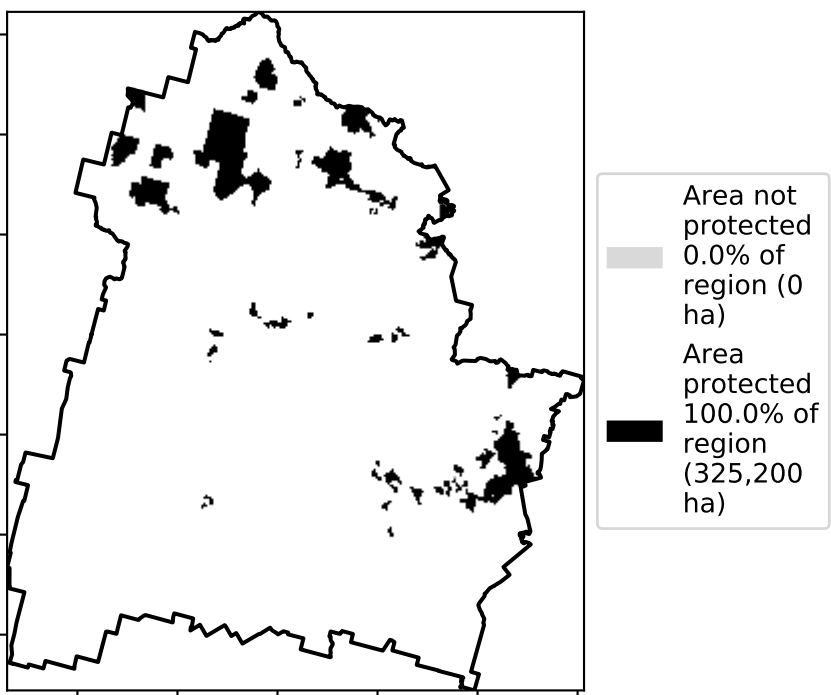 Area not
protected
0.0% of
region (0
ha)
Area
protected
100.0% of
region
(325,200
ha)